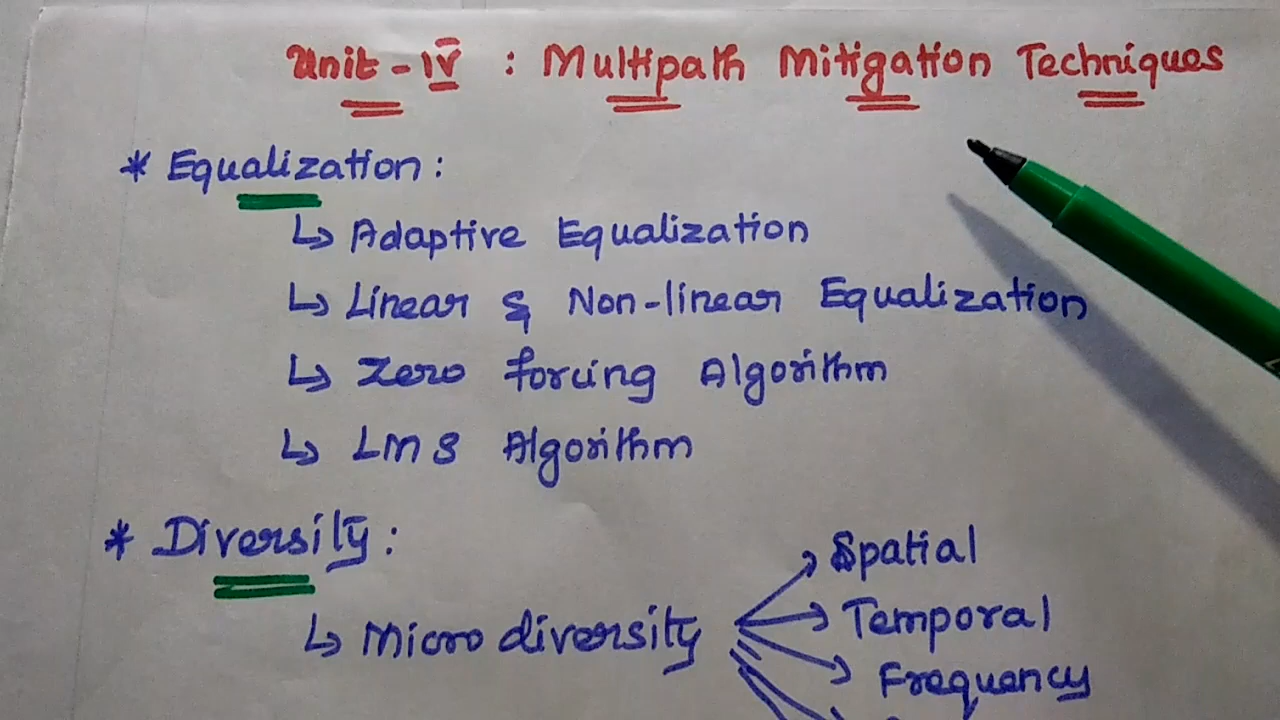 Unit - IV : Multipath Mitigation Techniques
* Equalization :
↳ Adaptive Equalization
↳ Linear & Non-linear Equalization
↳ Zero forcing Algorithm
↳ LMS Algorithm
* Diversity :
Spatial
↳ Micro diversity → Temporal
Frequency